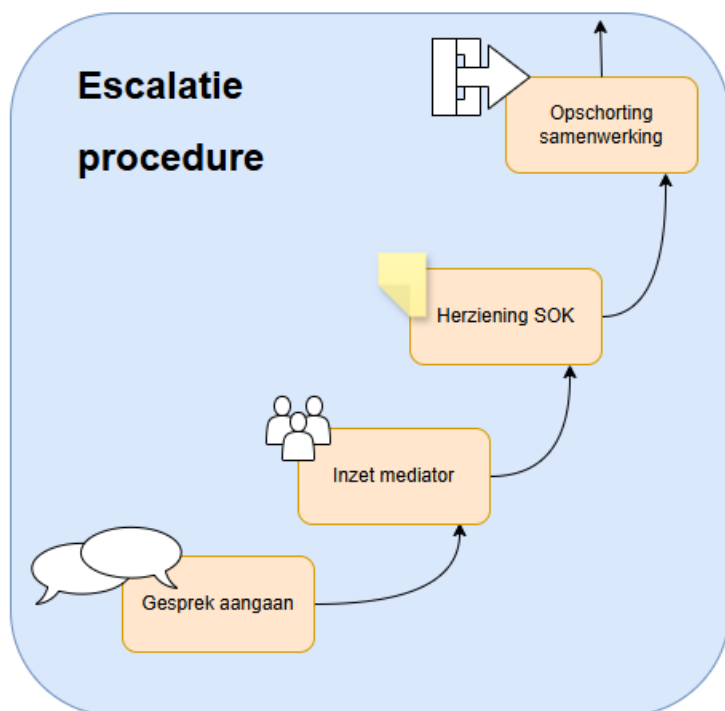 Escalatie
procedure
Opschorting
samenwerking
Herziening SOK
Inzet mediator
Gesprek aangaan